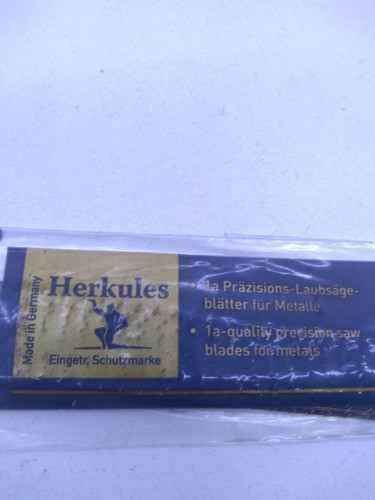 Made in Germany
Herkules
Eingetr. Schutzmarke
• 1a Präzisions-Laubsäge-
blätter für Metalle
• 1a-quality precision saw
blades for metals